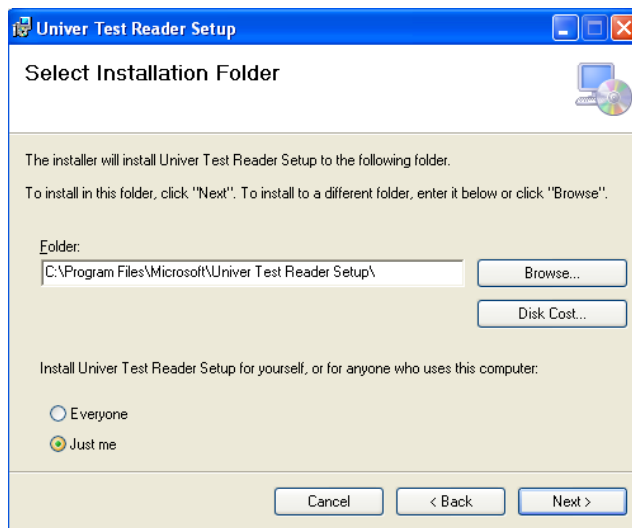 Univer Test Reader Setup
Select Installation Folder
The installer will install Univer Test Reader Setup to the following folder.
To install in this folder, click "Next". To install to a different folder, enter it below or click "Browse".
Folder:
C:\Program Files\Microsoft\Univer Test Reader Setup\
Browse...
Disk Cost...
Install Univer Test Reader Setup for yourself, or for anyone who uses this computer:
Everyone
Just me
Cancel
< Back
Next >